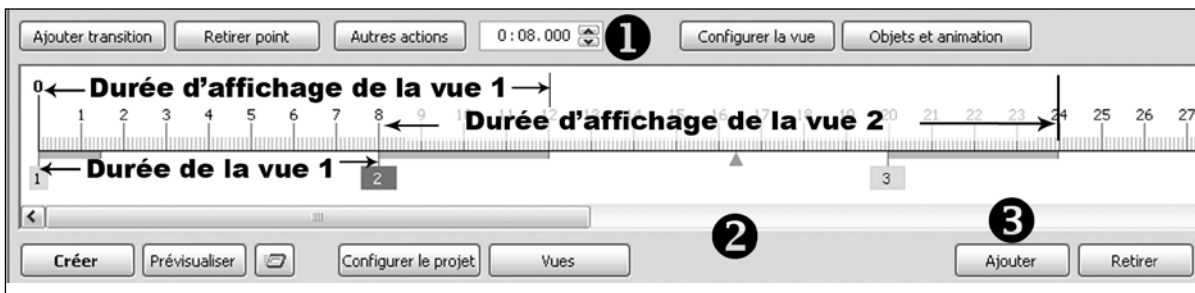 Ajouter transition Retirer point Autres actions 0:08.000 1 Configurer la vue Objets et animation
0 Durée d'affichage de la vue 1
1 2 3 4 5 6 7 8 9 10 11 12 13 14 15 16 17 18 19 20 21 22 23 24 25 26 27
Durée d'affichage de la vue 2
Durée de la vue 1
1 2 3
2 3
Créer Prévisualiser Configurer le projet Vues Ajouter Retirer